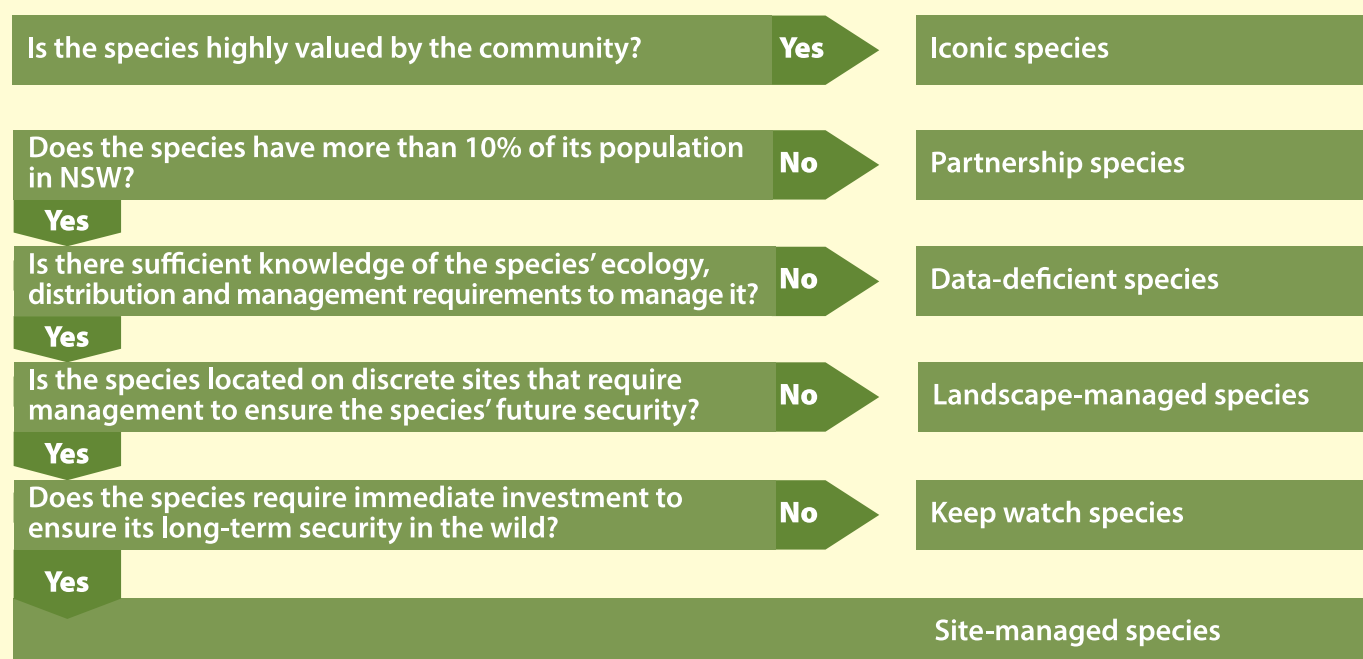 Is the species highly valued by the community?
Yes
Iconic species
Does the species have more than 10% of its population
in NSW?
No
Partnership species
Yes
Is there sufficient knowledge of the species’ ecology,
distribution and management requirements to manage it?
No
Data-deficient species
Yes
Is the species located on discrete sites that require
management to ensure the species’ future security?
No
Landscape-managed species
Yes
Does the species require immediate investment to
ensure its long-term security in the wild?
No
Keep watch species
Yes
Site-managed species